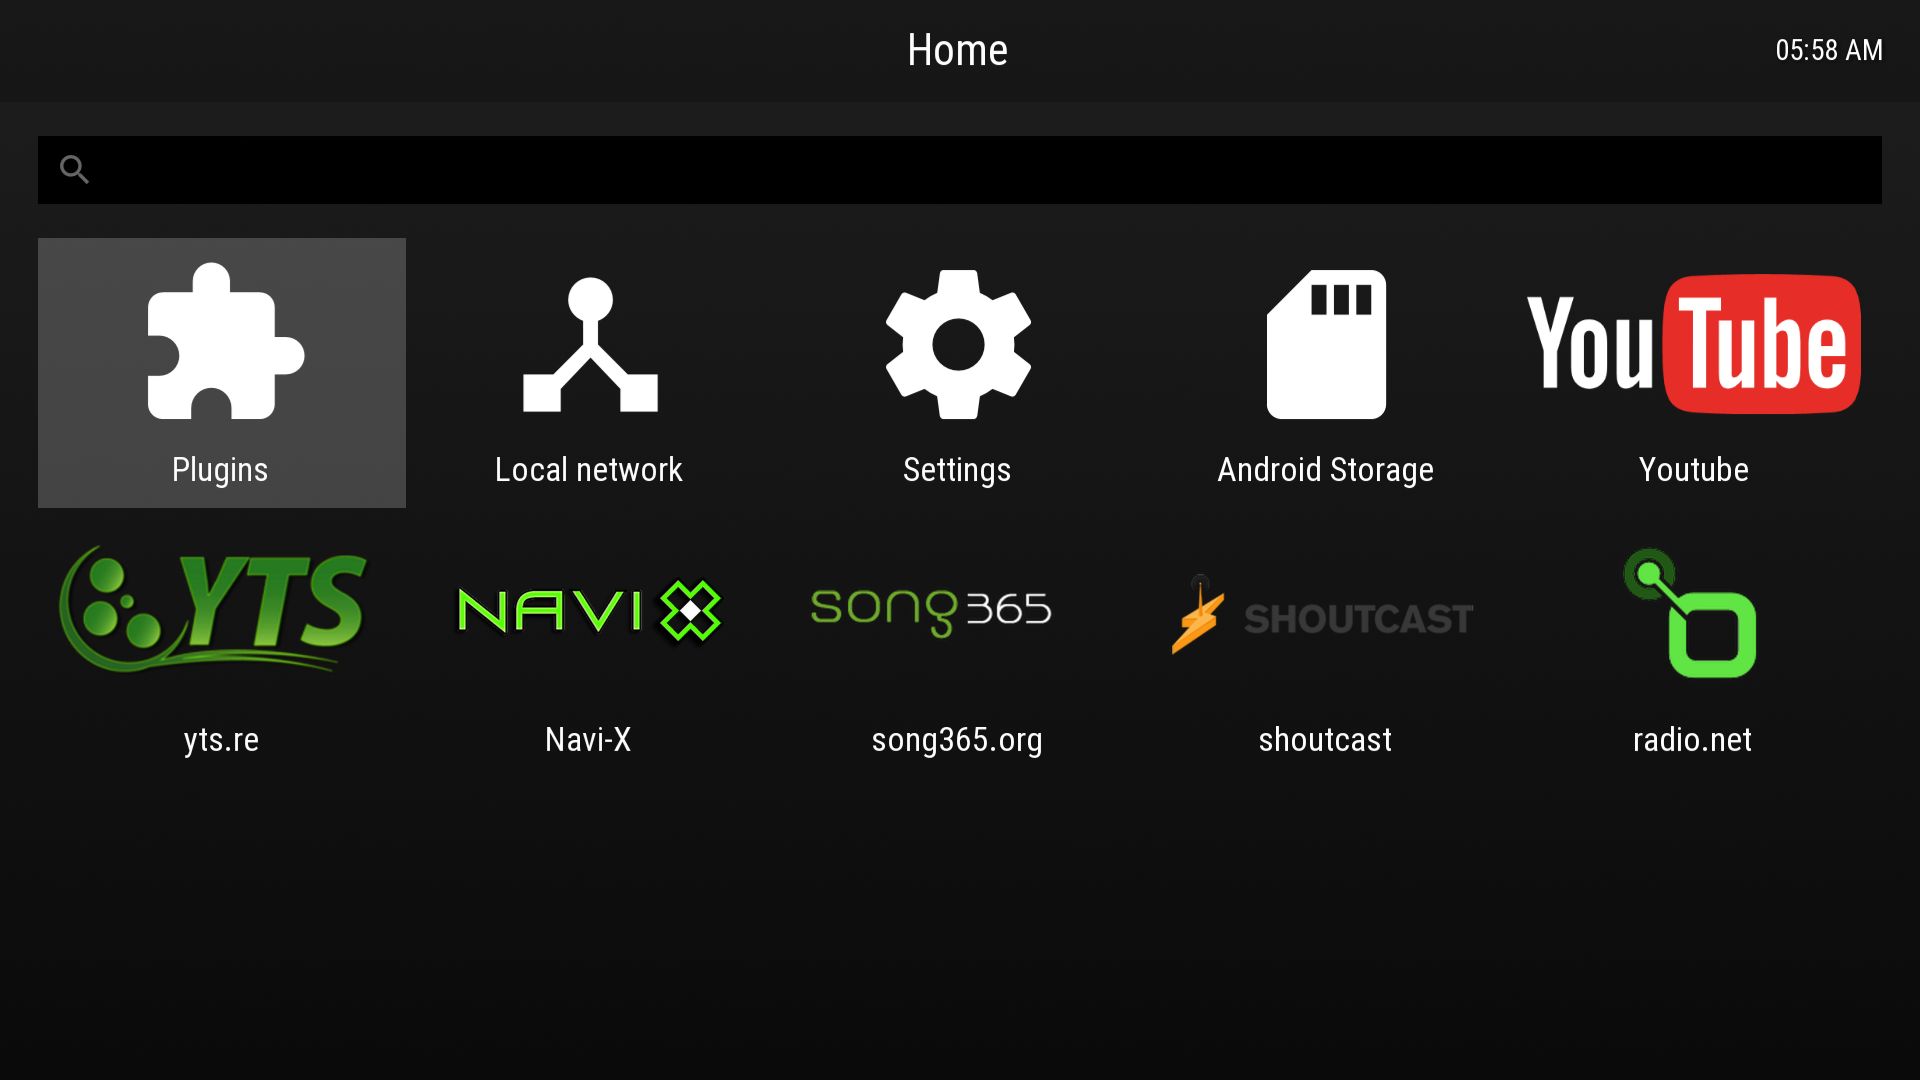 Home
05:58 AM
YouTube
Plugins
Local network
Settings
Android Storage
Youtube
YTS
NAVI X
song365
SHOUTCAST
yts.re
Navi-X
song365.org
shoutcast
radio.net